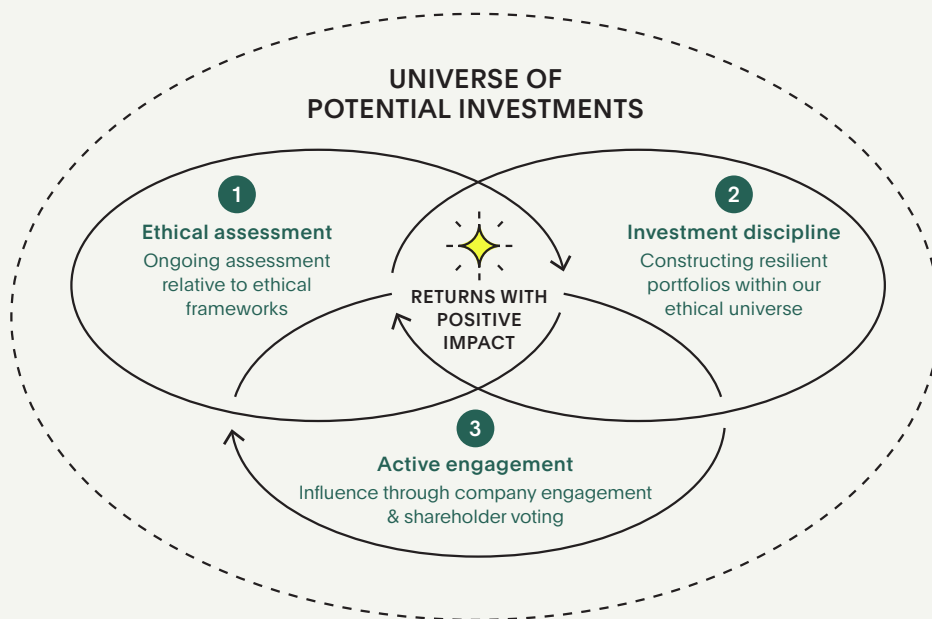 UNIVERSE OF
POTENTIAL INVESTMENTS
1
Ethical assessment
Ongoing assessment
relative to ethical
frameworks
2
Investment discipline
Constructing resilient
portfolios within our
ethical universe
RETURNS WITH
POSITIVE
IMPACT
3
Active engagement
Influence through company engagement
& shareholder voting